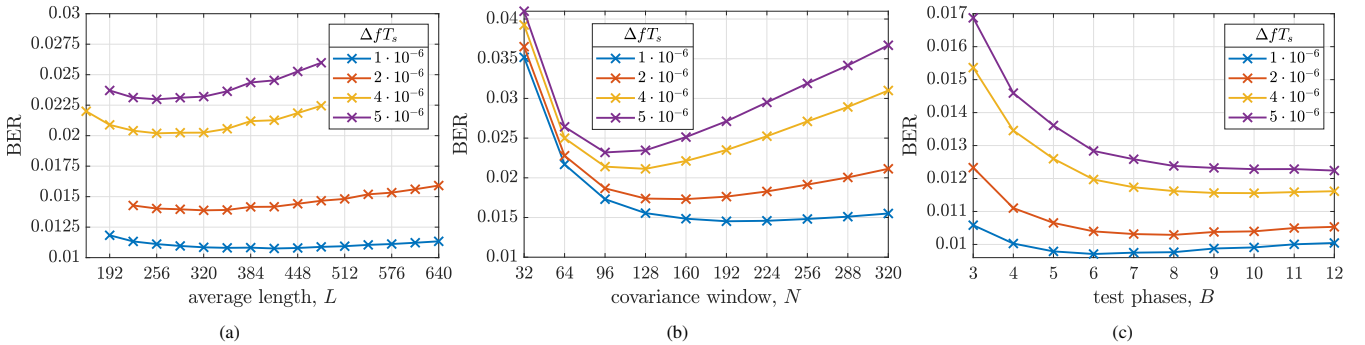 0.03
0.0275
0.025
0.0225
0.02
0.0175
0.015
0.0125
0.01
BER
192 256 320 384 448 512 576 640
average length, L
ΔfTₛ
1 · 10⁻⁶
2 · 10⁻⁶
4 · 10⁻⁶
5 · 10⁻⁶
(a)
0.04
0.035
0.03
0.025
0.02
0.015
0.01
BER
32 64 96 128 160 192 224 256 288 320
covariance window, N
ΔfTₛ
1 · 10⁻⁶
2 · 10⁻⁶
4 · 10⁻⁶
5 · 10⁻⁶
(b)
0.017
0.016
0.015
0.014
0.013
0.012
0.011
0.01
BER
3 4 5 6 7 8 9 10 11 12
test phases, B
ΔfTₛ
1 · 10⁻⁶
2 · 10⁻⁶
4 · 10⁻⁶
5 · 10⁻⁶
(c)